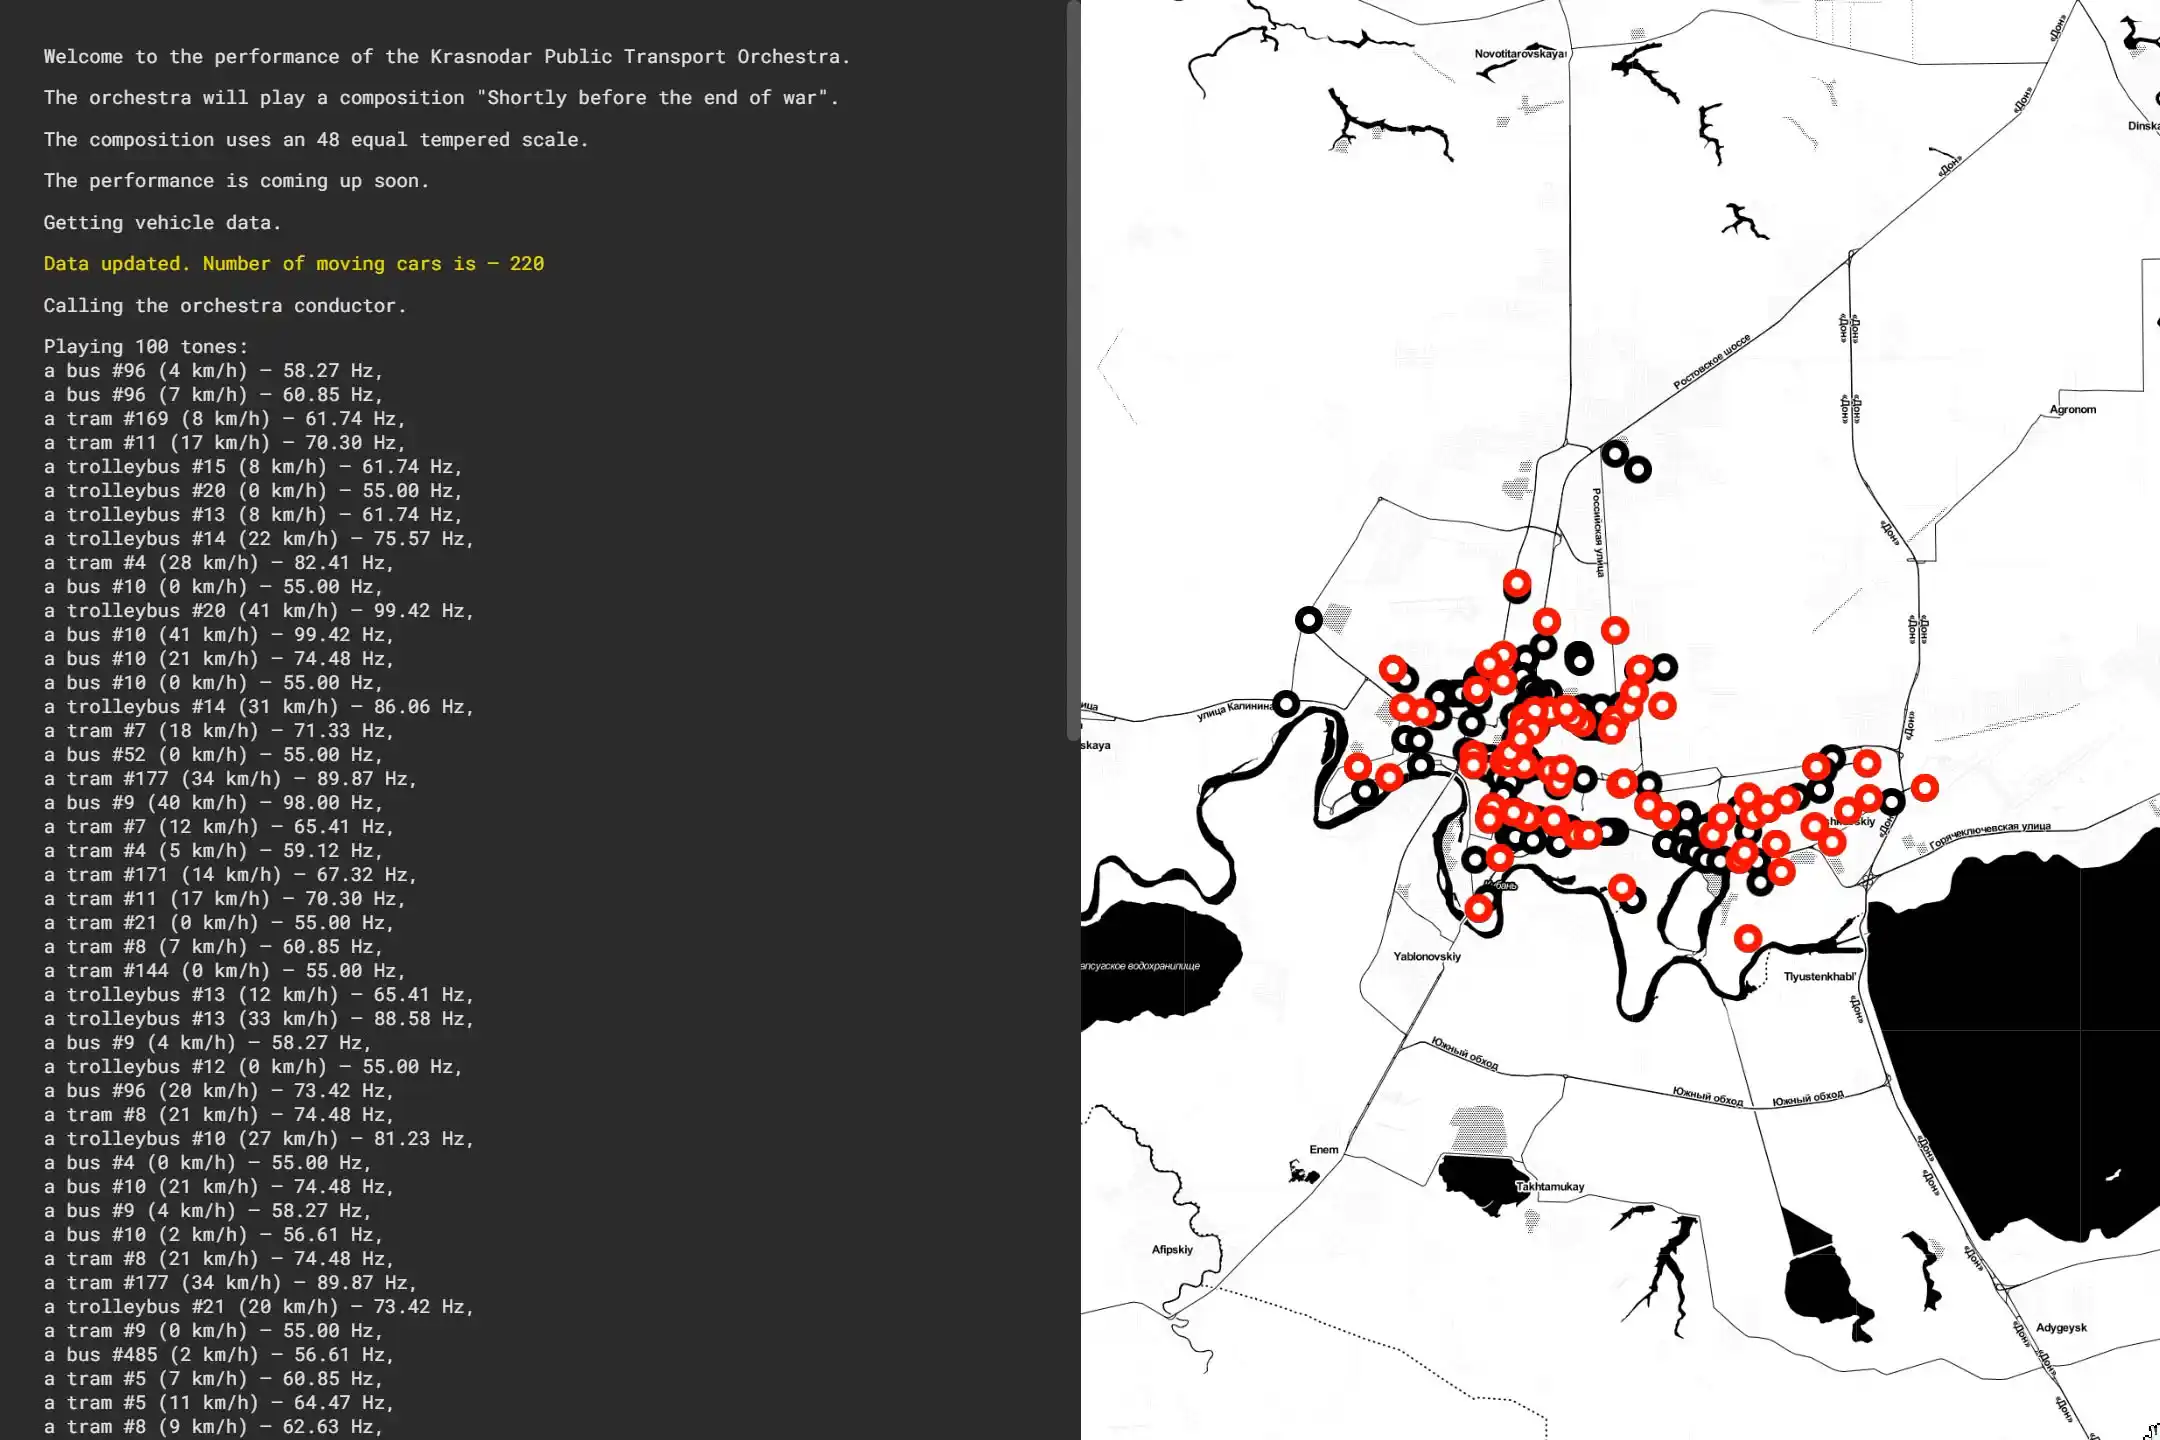 Welcome to the performance of the Krasnodar Public Transport Orchestra.
The orchestra will play a composition "Shortly before the end of war".
The composition uses an 48 equal tempered scale.
The performance is coming up soon.
Getting vehicle data.
Data updated. Number of moving cars is – 220
Calling the orchestra conductor.
Playing 100 tones:
a bus #96 (4 km/h) – 58.27 Hz,
a bus #96 (7 km/h) – 60.85 Hz,
a tram #169 (8 km/h) – 61.74 Hz,
a tram #11 (17 km/h) – 70.30 Hz,
a trolleybus #15 (8 km/h) – 61.74 Hz,
a trolleybus #20 (0 km/h) – 55.00 Hz,
a trolleybus #13 (8 km/h) – 61.74 Hz,
a trolleybus #14 (22 km/h) – 75.57 Hz,
a tram #4 (28 km/h) – 82.41 Hz,
a bus #10 (0 km/h) – 55.00 Hz,
a trolleybus #20 (41 km/h) – 99.42 Hz,
a bus #10 (41 km/h) – 99.42 Hz,
a bus #10 (21 km/h) – 74.48 Hz,
a bus #10 (0 km/h) – 55.00 Hz,
a trolleybus #14 (31 km/h) – 86.06 Hz,
a tram #7 (18 km/h) – 71.33 Hz,
a bus #52 (0 km/h) – 55.00 Hz,
a tram #177 (34 km/h) – 89.87 Hz,
a bus #9 (40 km/h) – 98.00 Hz,
a tram #7 (12 km/h) – 65.41 Hz,
a tram #4 (5 km/h) – 59.12 Hz,
a tram #171 (14 km/h) – 67.32 Hz,
a tram #11 (17 km/h) – 70.30 Hz,
a tram #21 (0 km/h) – 55.00 Hz,
a tram #8 (7 km/h) – 60.85 Hz,
a tram #144 (0 km/h) – 55.00 Hz,
a trolleybus #13 (12 km/h) – 65.41 Hz,
a trolleybus #13 (33 km/h) – 88.58 Hz,
a bus #9 (4 km/h) – 58.27 Hz,
a trolleybus #12 (0 km/h) – 55.00 Hz,
a bus #96 (20 km/h) – 73.42 Hz,
a tram #8 (21 km/h) – 74.48 Hz,
a trolleybus #10 (27 km/h) – 81.23 Hz,
a bus #4 (0 km/h) – 55.00 Hz,
a bus #10 (21 km/h) – 74.48 Hz,
a bus #9 (4 km/h) – 58.27 Hz,
a bus #10 (2 km/h) – 56.61 Hz,
a tram #8 (21 km/h) – 74.48 Hz,
a tram #177 (34 km/h) – 89.87 Hz,
a trolleybus #21 (20 km/h) – 73.42 Hz,
a tram #9 (0 km/h) – 55.00 Hz,
a bus #485 (2 km/h) – 56.61 Hz,
a tram #5 (7 km/h) – 60.85 Hz,
a tram #5 (11 km/h) – 64.47 Hz,
a tram #8 (9 km/h) – 62.63 Hz,
«Дон»
Novotitarovskaya
«Дон»
Dinska
«Дон»
«Дон»
«Дон»
Ростовское шоссе
«Дон»
«Дон»
Agronom
Российская улица
«Дон»
«Дон»
«Дон»
ица
улица Калинина
«Дон»
skaya
«Дон»
Горячеключевская улица
Yablonovskiy
апсугское водохранилище
Tlyustenkhabl'
«Дон»
Южный обход
Южный обход
Южный обход
Enem
«Дон»
Takhtamukay
«Дон»
Afipskiy
«Дон»
Adygeysk
«Дон»
«Дон»
«Дон»